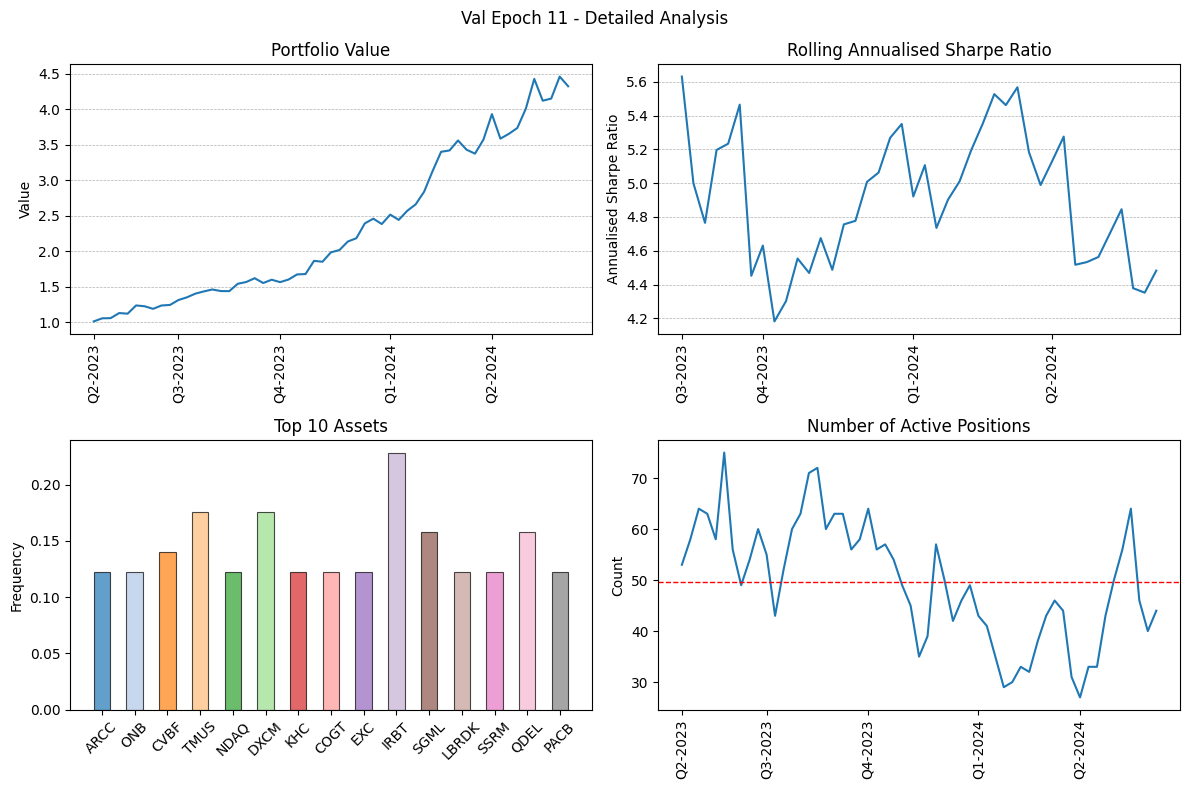 Val Epoch 11 - Detailed Analysis
Portfolio Value
Value
4.5
4.0
3.5
3.0
2.5
2.0
1.5
1.0
Q2-2023
Q3-2023
Q4-2023
Q1-2024
Q2-2024
Rolling Annualised Sharpe Ratio
Annualised Sharpe Ratio
5.6
5.4
5.2
5.0
4.8
4.6
4.4
4.2
Q3-2023
Q4-2023
Q1-2024
Q2-2024
Top 10 Assets
Frequency
0.20
0.15
0.10
0.05
0.00
ARCC
ONB
CVBF
TMUS
NDAQ
DXCM
KHC
COGT
EXC
IRBT
SGML
LBRDK
SSRM
QDEL
PACB
Number of Active Positions
Count
70
60
50
40
30
Q2-2023
Q3-2023
Q4-2023
Q1-2024
Q2-2024